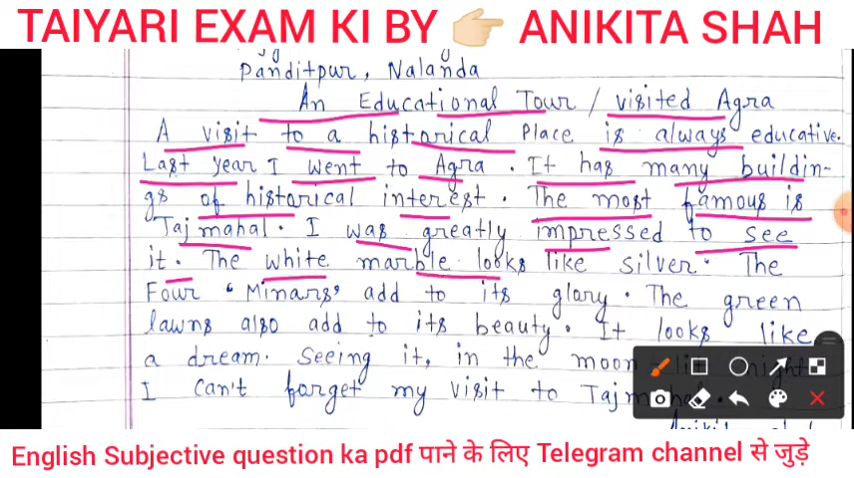 TAIYARI EXAM KI BY 👉 ANIKITA SHAH
Panditpur, Nalanda
An Educational Tour / visited Agra
A visit to a historical Place is always educative.
Last year I went to Agra. It has many buildin-
gs of historical interest. The most famous is
Tajmahal. I was greatly impressed to see
it. The white marble looks like silver. The
Four "Minars" add to its glory. The green
lawns also add to its beauty. It looks like
a dream. Seeing it, in the moon
I can't forget my visit to Taj
English Subjective question ka pdf पाने के लिए Telegram channel से जुड़े